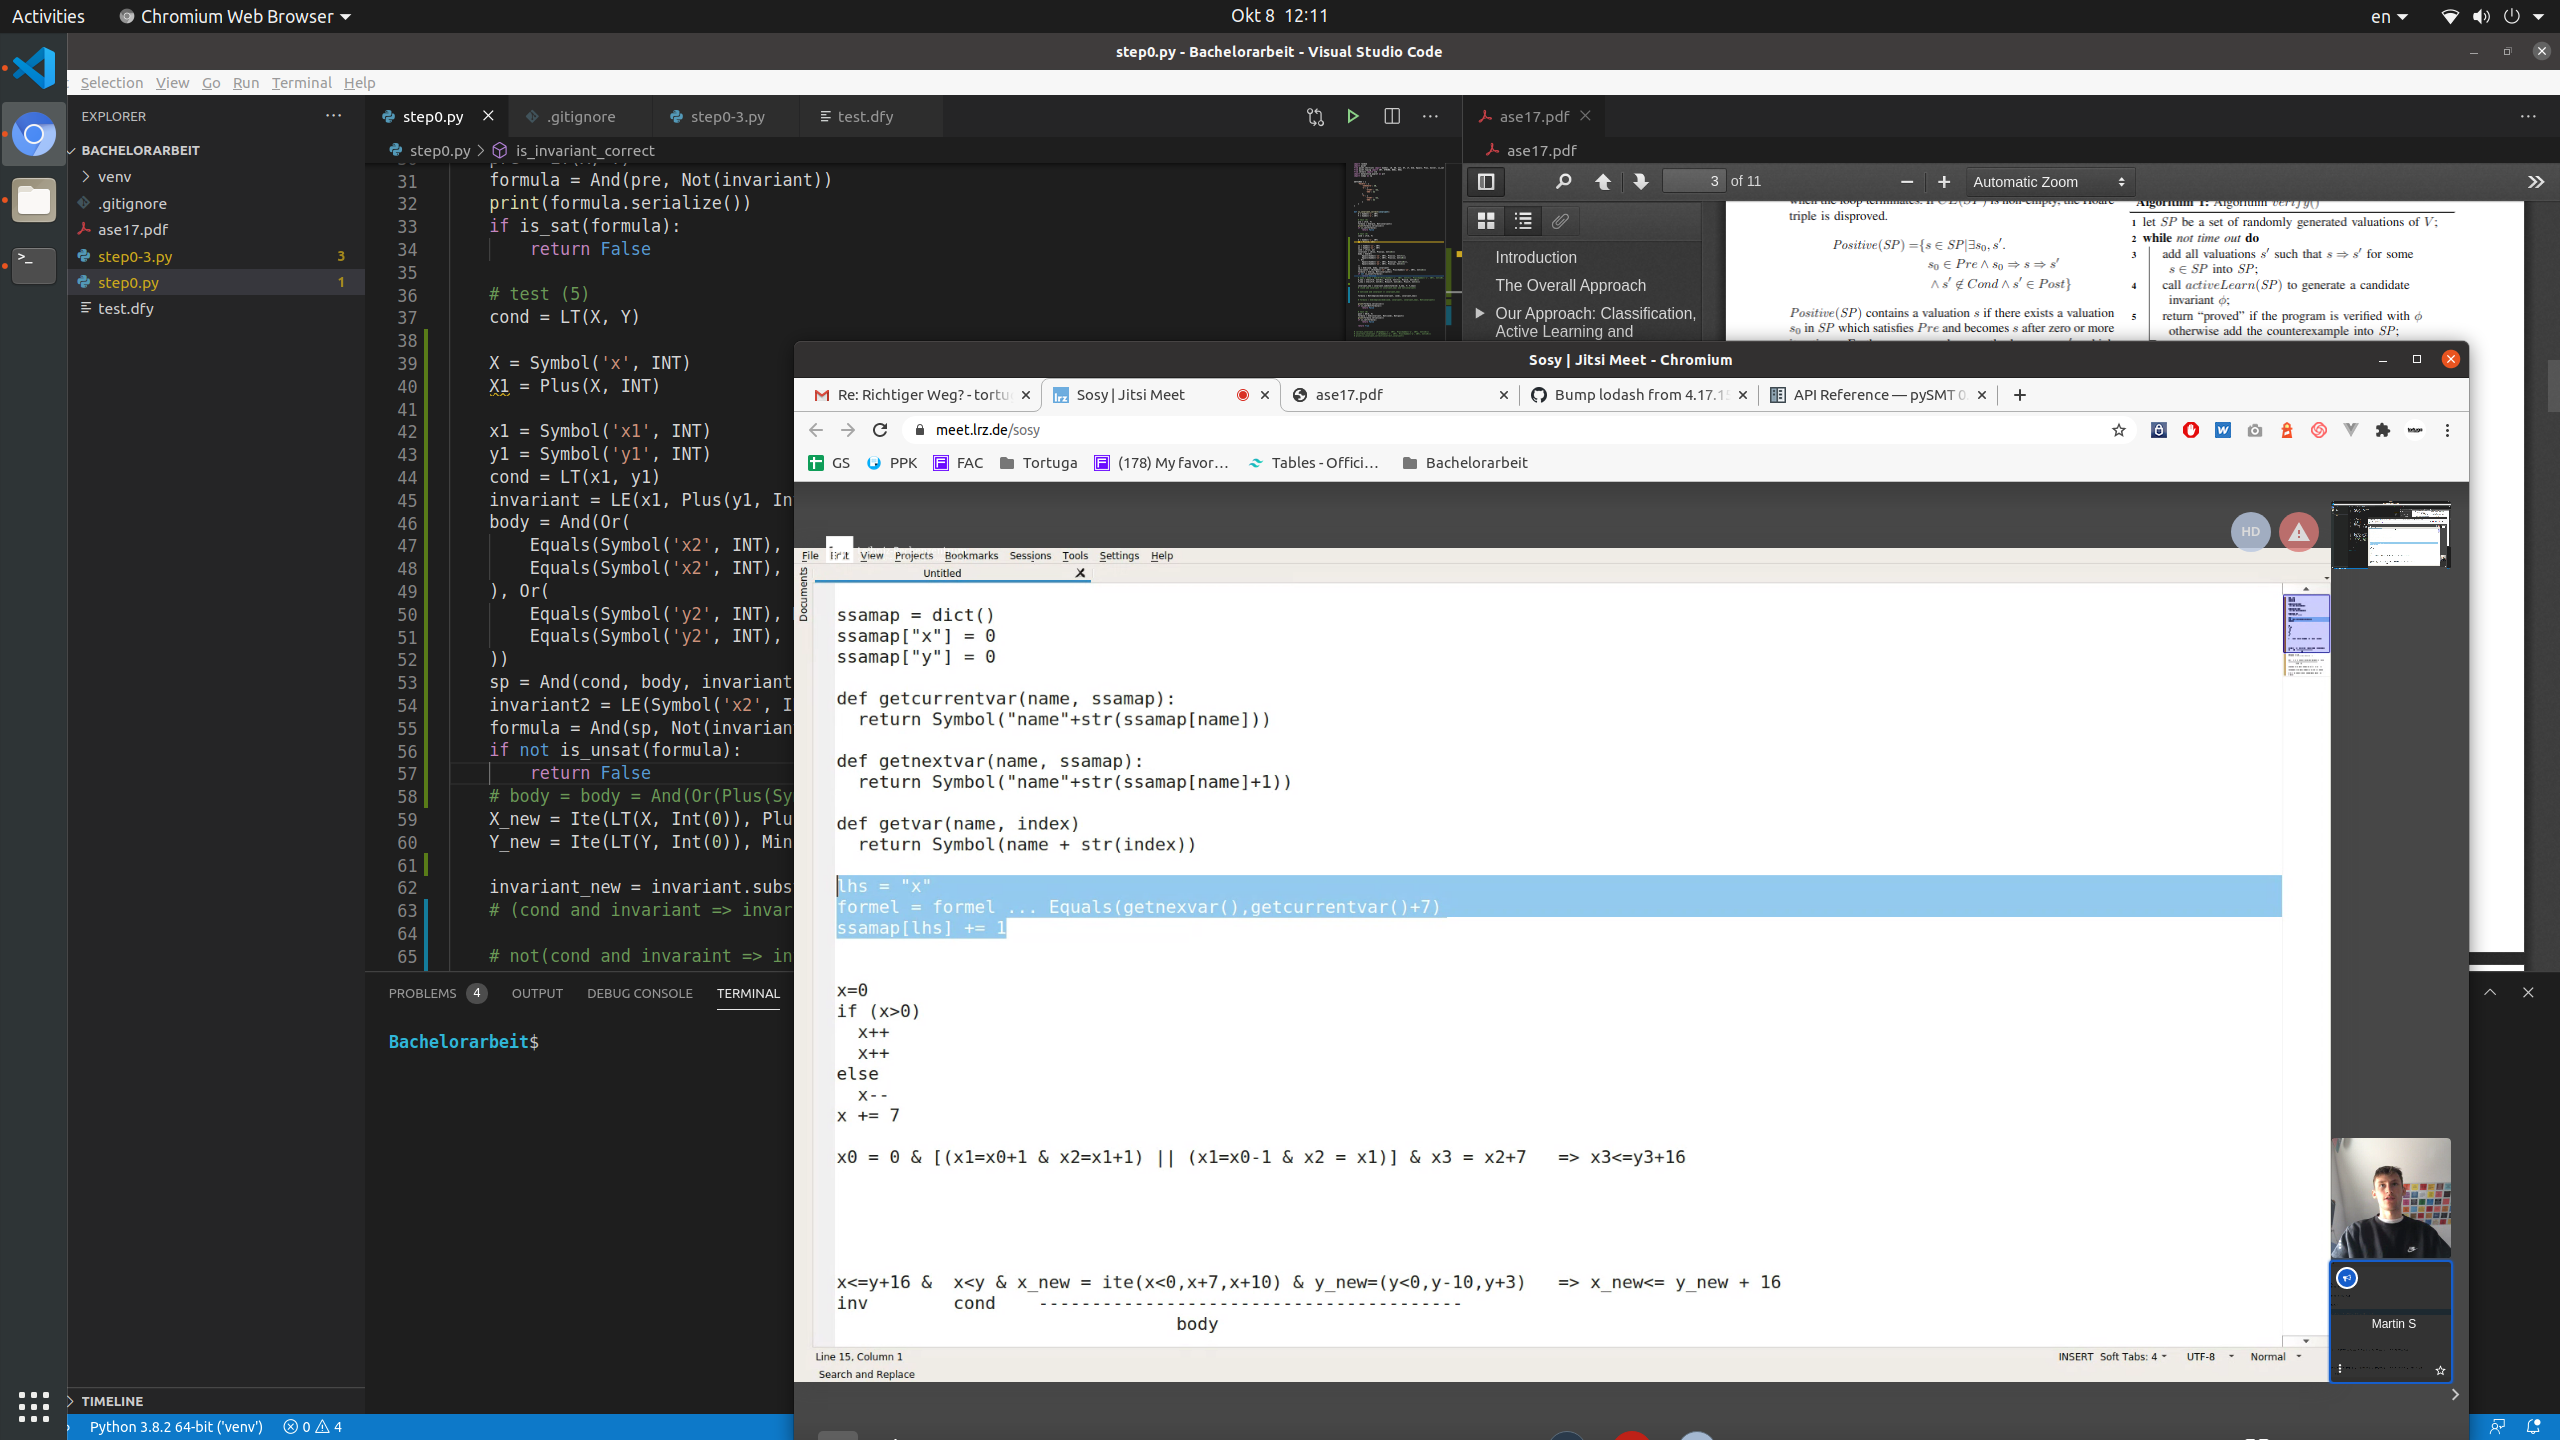 Activities
Chromium Web Browser
Okt 8 12:11
en
step0.py - Bachelorarbeit - Visual Studio Code
Selection View Go Run Terminal Help
EXPLORER
BACHELORARBEIT
venv
.gitignore
ase17.pdf
step0-3.py 3
step0.py 1
test.dfy
TIMELINE
Python 3.8.2 64-bit ('venv')
0 4
step0.py
.gitignore
step0-3.py
test.dfy
step0.py > is_invariant_correct
31 formula = And(pre, Not(invariant))
32 print(formula.serialize())
33 if is_sat(formula):
34 return False
35
36 # test (5)
37 cond = LT(X, Y)
38
39 X = Symbol('x', INT)
40 X1 = Plus(X, INT)
41
42 x1 = Symbol('x1', INT)
43 y1 = Symbol('y1', INT)
44 cond = LT(x1, y1)
45 invariant = LE(x1, Plus(y1, In
46 body = And(Or(
47 Equals(Symbol('x2', INT),
48 Equals(Symbol('x2', INT),
49 ), Or(
50 Equals(Symbol('y2', INT),
51 Equals(Symbol('y2', INT),
52 ))
53 sp = And(cond, body, invariant
54 invariant2 = LE(Symbol('x2', I
55 formula = And(sp, Not(invarian
56 if not is_unsat(formula):
57 return False
58 # body = body = And(Or(Plus(Sy
59 X_new = Ite(LT(X, Int(0)), Plu
60 Y_new = Ite(LT(Y, Int(0)), Min
61
62 invariant_new = invariant.subs
63 # (cond and invariant => invar
64
65 # not(cond and invaraint => in
PROBLEMS 4 OUTPUT DEBUG CONSOLE TERMINAL
Bachelorarbeit$
ase17.pdf
ase17.pdf
3 of 11
Automatic Zoom
Introduction
The Overall Approach
Our Approach: Classification,
Active Learning and
triple is disproved.
Positive(SP) ={s ∈ SP|∃s0, s′.
s0 ∈ Pre ∧ s0 ⇒ s ⇒ s′
∧ s′ ∉ Cond ∧ s′ ∈ Post}
Positive(SP) contains a valuation s if there exists a valuation
s0 in SP which satisfies Pre and becomes s after zero or more
Algorithm 1: Algorithm verify()
1 let SP be a set of randomly generated valuations of V;
2 while not time out do
3 add all valuations s′ such that s ⇒ s′ for some
s ∈ SP into SP;
4 call activeLearn(SP) to generate a candidate
invariant ϕ;
5 return “proved” if the program is verified with ϕ
otherwise add the counterexample into SP;
Sosy | Jitsi Meet - Chromium
Re: Richtiger Weg? - tortu
Sosy | Jitsi Meet
ase17.pdf
Bump lodash from 4.17.15
API Reference — pySMT 0.
meet.lrz.de/sosy
GS
PPK
FAC
Tortuga
(178) My favor…
Tables - Offici…
Bachelorarbeit
HD
File Edit View Projects Bookmarks Sessions Tools Settings Help
Untitled
Documents
ssamap = dict()
ssamap["x"] = 0
ssamap["y"] = 0
def getcurrentvar(name, ssamap):
return Symbol("name"+str(ssamap[name]))
def getnextvar(name, ssamap):
return Symbol("name"+str(ssamap[name]+1))
def getvar(name, index)
return Symbol(name + str(index))
lhs = "x"
formel = formel ... Equals(getnexvar(),getcurrentvar()+7)
ssamap[lhs] += 1
x=0
if (x>0)
x++
x++
else
x--
x += 7
x0 = 0 & [(x1=x0+1 & x2=x1+1) || (x1=x0-1 & x2 = x1)] & x3 = x2+7 => x3<=y3+16
x<=y+16 & x<y & x_new = ite(x<0,x+7,x+10) & y_new=(y<0,y-10,y+3) => x_new<= y_new + 16
inv cond ----------------------------------------
body
Line 15, Column 1
INSERT Soft Tabs: 4 UTF-8 Normal
Search and Replace
Martin S